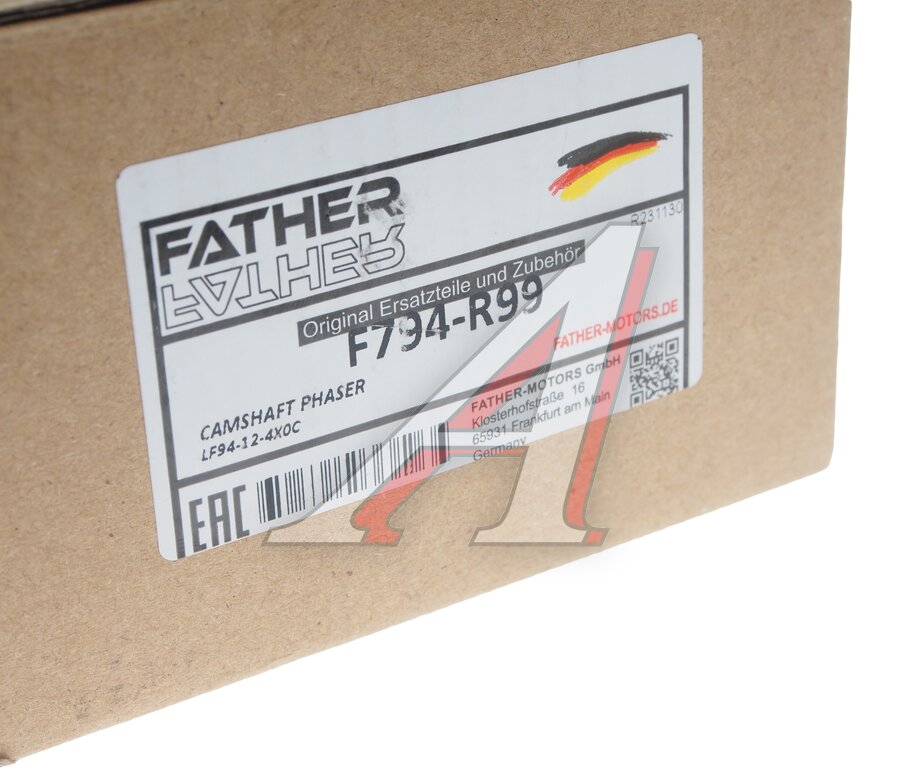 FATHER
FATHER
R231130
Original Ersatzteile und Zubehör
F794-R99
FATHER-MOTORS.DE
CAMSHAFT PHASER
LF94-12-4X0C
FATHER-MOTORS GmbH
Klosterhofstraße 16
65931 Frankfurt am Main
Germany
EAC